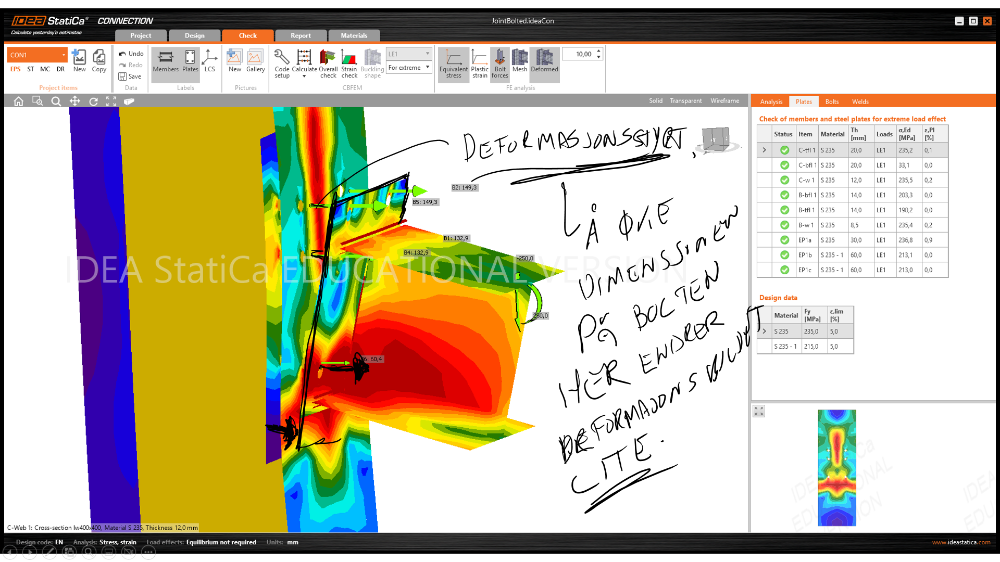 IDEA StatiCa® CONNECTION
Calculate yesterday's estimates
JointBolted.ideaCon
Project Design Check Report Materials
CON1
EPS ST MC DR
New Copy
Project items
Undo
Redo
Save
Data
Members Plates LCS
Labels
New Gallery
Pictures
Code setup Calculate Overall check Strain check Buckling shape
LE1
For extreme
CBFEM
Equivalent stress Plastic strain Bolt forces Mesh Deformed
10,00
FE analysis
Solid Transparent Wireframe
DEFORMASJONSSTYRT,
B2: 149,3
B5: 149,3
B1: 132,9
B4: 132,9
-250,0
250,0
60,4
Å ØKE
DIMENSSJONEN
PÅ BOLTEN
HER ENDRER
DEFORMASJONSBILDET
LITE.
IDEA StatiCa EDUCATIONAL VERSION
C-Web 1: Cross-section Iw400x400, Material S 235, Thickness 12,0 mm
Analysis Plates Bolts Welds
Check of members and steel plates for extreme load effect
Status Item Material Th [mm] Loads σ,Ed [MPa] ε,Pl [%]
C-tfl 1 S 235 20,0 LE1 235,2 0,1
C-bfl 1 S 235 20,0 LE1 33,1 0,0
C-w 1 S 235 12,0 LE1 235,5 0,2
B-bfl 1 S 235 14,0 LE1 203,3 0,0
B-tfl 1 S 235 14,0 LE1 190,2 0,0
B-w 1 S 235 8,5 LE1 235,4 0,2
EP1a S 235 30,0 LE1 236,8 0,9
EP1b S 235 - 1 60,0 LE1 213,1 0,0
EP1c S 235 - 1 60,0 LE1 213,0 0,0
Design data
Material Fy [MPa] ε,lim [%]
S 235 235,0 5,0
S 235 - 1 215,0 5,0
Design code: EN Analysis: Stress, strain Load effects: Equilibrium not required Units: mm
www.ideastatica.com